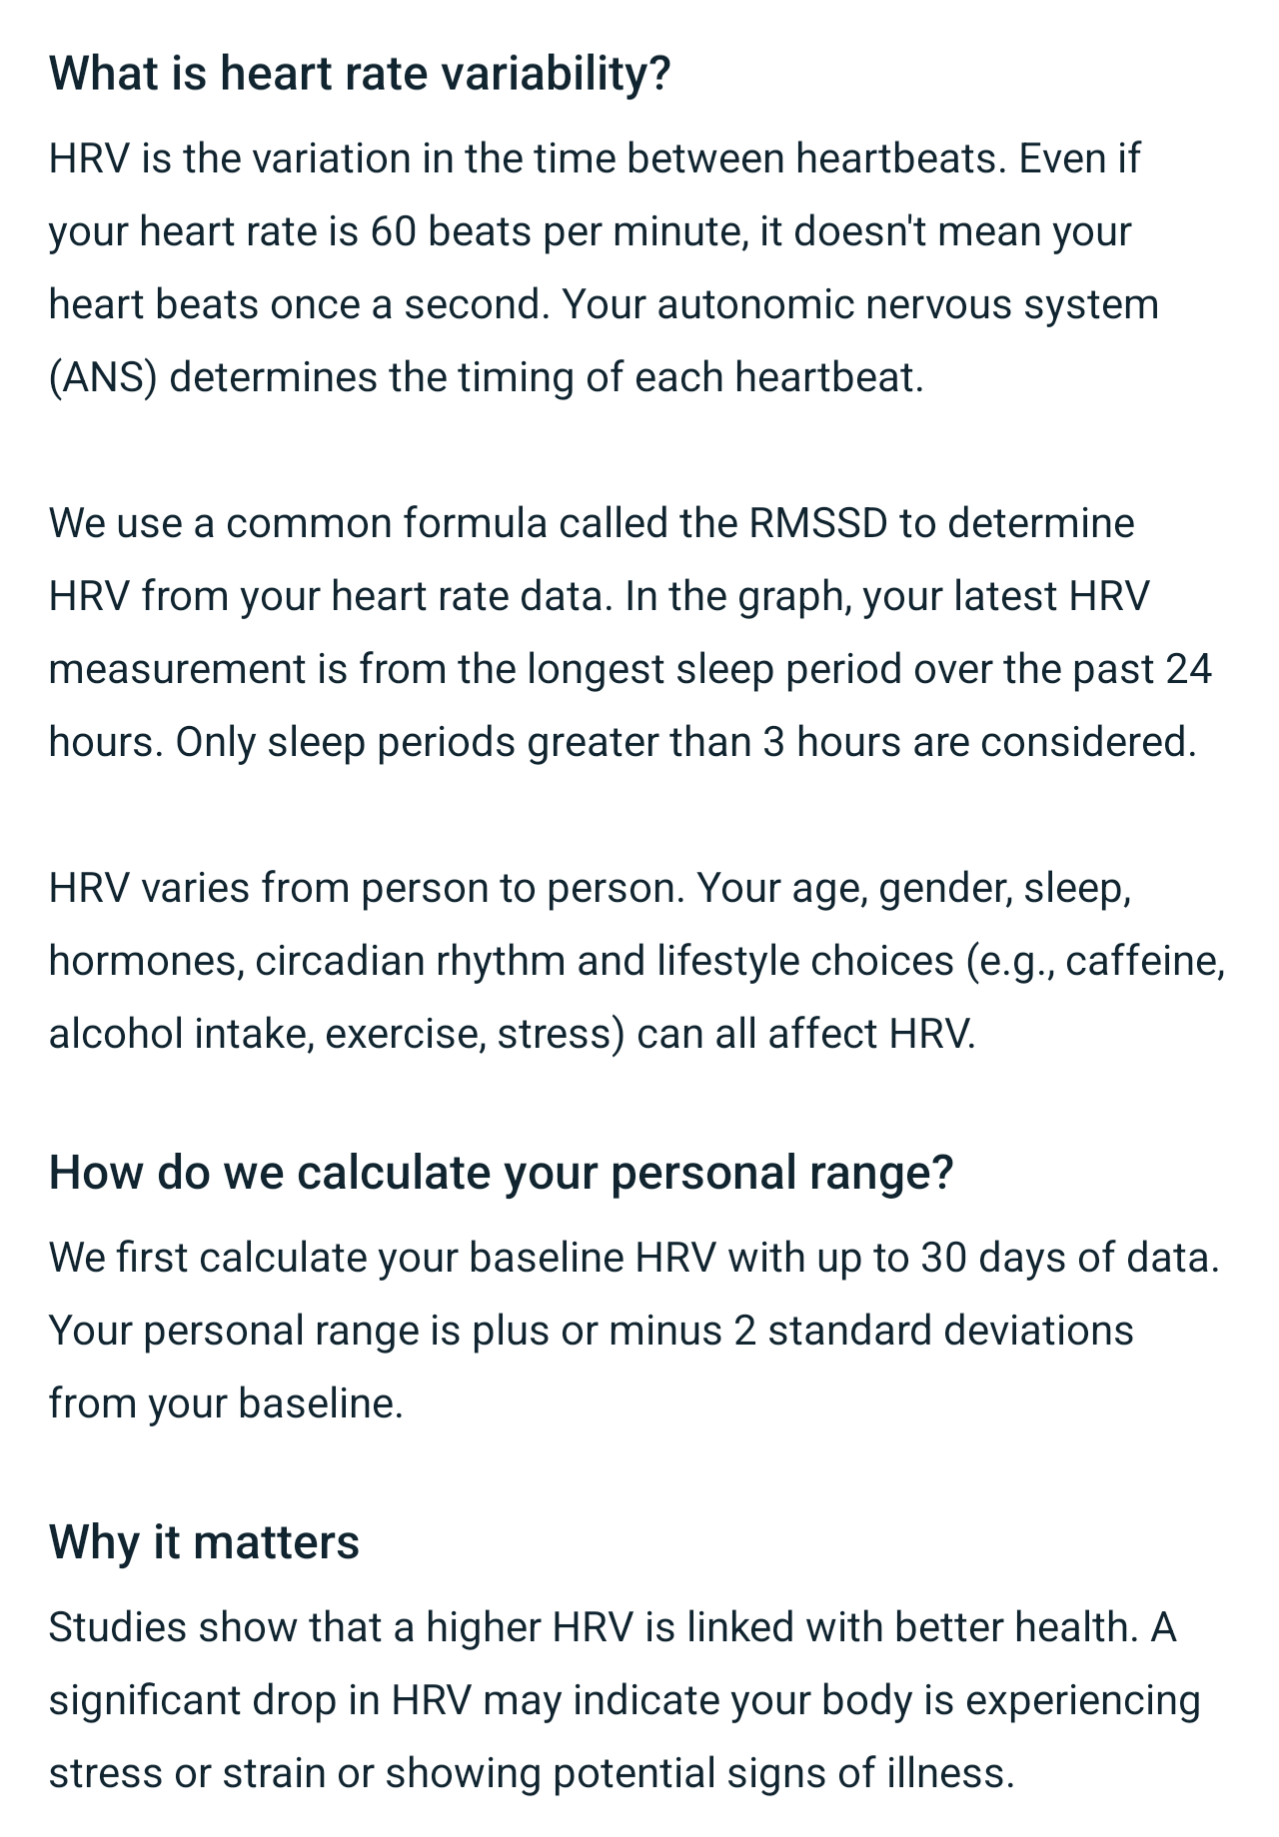 What is heart rate variability?
HRV is the variation in the time between heartbeats. Even if
your heart rate is 60 beats per minute, it doesn't mean your
heart beats once a second. Your autonomic nervous system
(ANS) determines the timing of each heartbeat.
We use a common formula called the RMSSD to determine
HRV from your heart rate data. In the graph, your latest HRV
measurement is from the longest sleep period over the past 24
hours. Only sleep periods greater than 3 hours are considered.
HRV varies from person to person. Your age, gender, sleep,
hormones, circadian rhythm and lifestyle choices (e.g., caffeine,
alcohol intake, exercise, stress) can all affect HRV.
How do we calculate your personal range?
We first calculate your baseline HRV with up to 30 days of data.
Your personal range is plus or minus 2 standard deviations
from your baseline.
Why it matters
Studies show that a higher HRV is linked with better health. A
significant drop in HRV may indicate your body is experiencing
stress or strain or showing potential signs of illness.